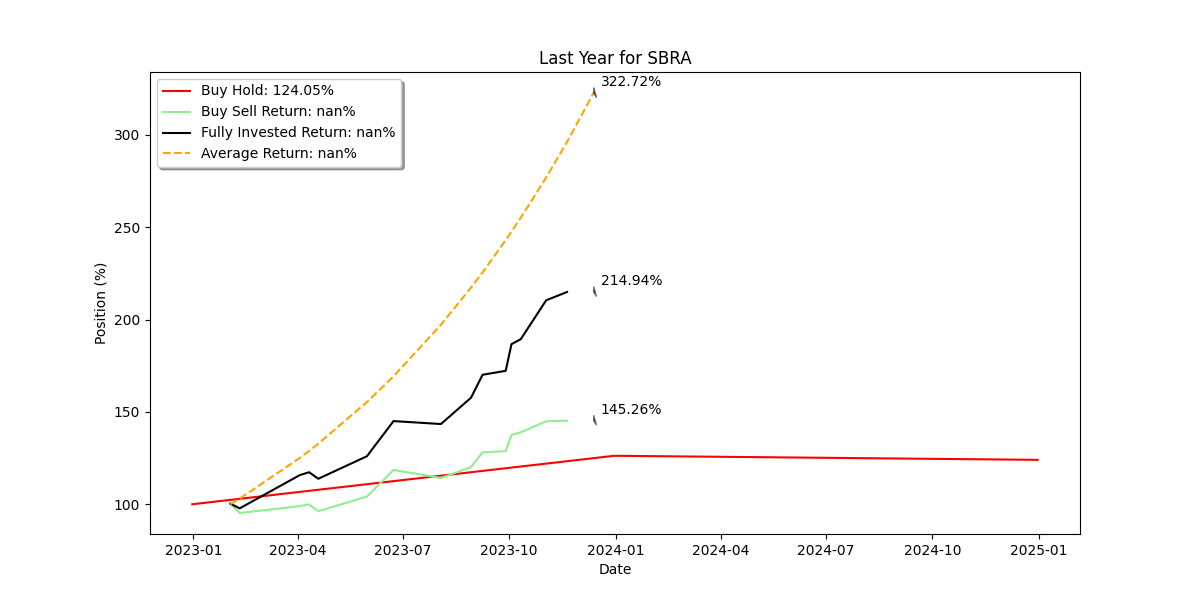 Last Year for SBRA
Buy Hold: 124.05%
Buy Sell Return: nan%
Fully Invested Return: nan%
Average Return: nan%
322.72%
214.94%
145.26%
Position (%)
300
250
200
150
100
2023-01 2023-04 2023-07 2023-10 2024-01 2024-04 2024-07 2024-10 2025-01
Date